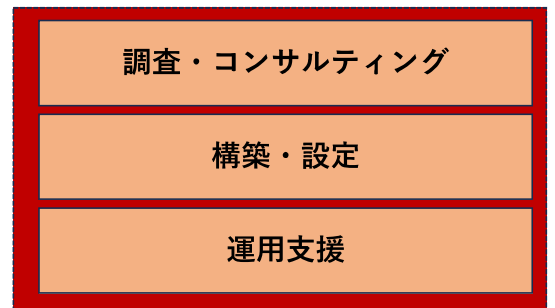 調査・コンサルティング
構築・設定
運用支援